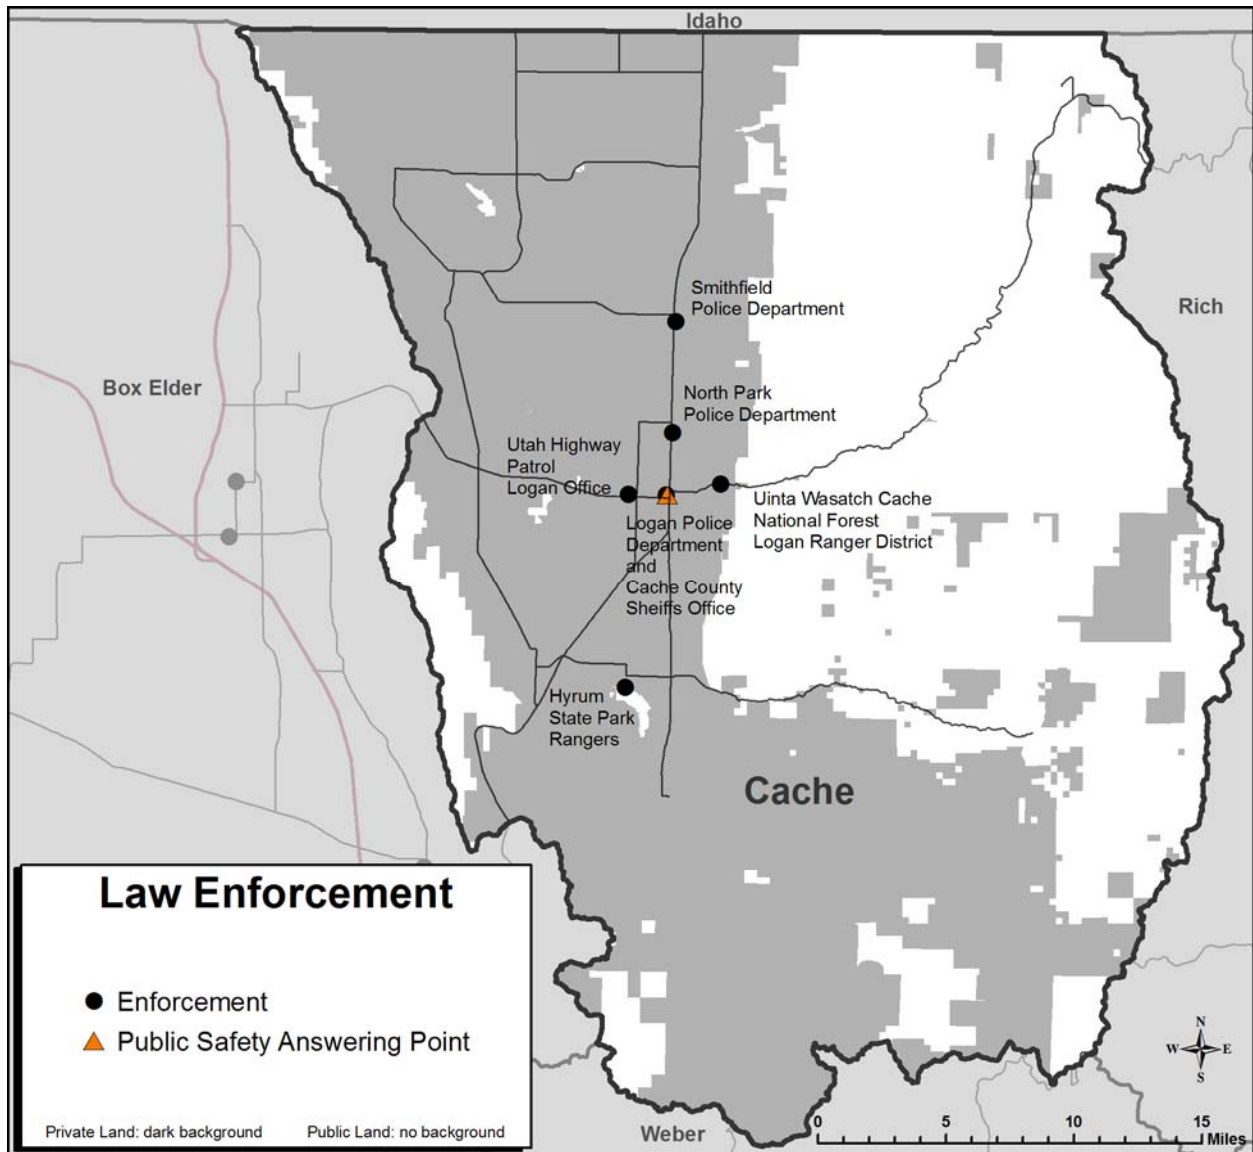 Idaho
Smithfield
Police Department
Rich
Box Elder
North Park
Police Department
Utah Highway
Patrol
Logan Office
Uinta Wasatch Cache
National Forest
Logan Ranger District
Logan Police
Department
and
Cache County
Sheiffs Office
Hyrum
State Park
Rangers
Cache
Law Enforcement
Enforcement
Public Safety Answering Point
Private Land: dark background Public Land: no background
Weber
N
W E
S
0 5 10 15
Miles